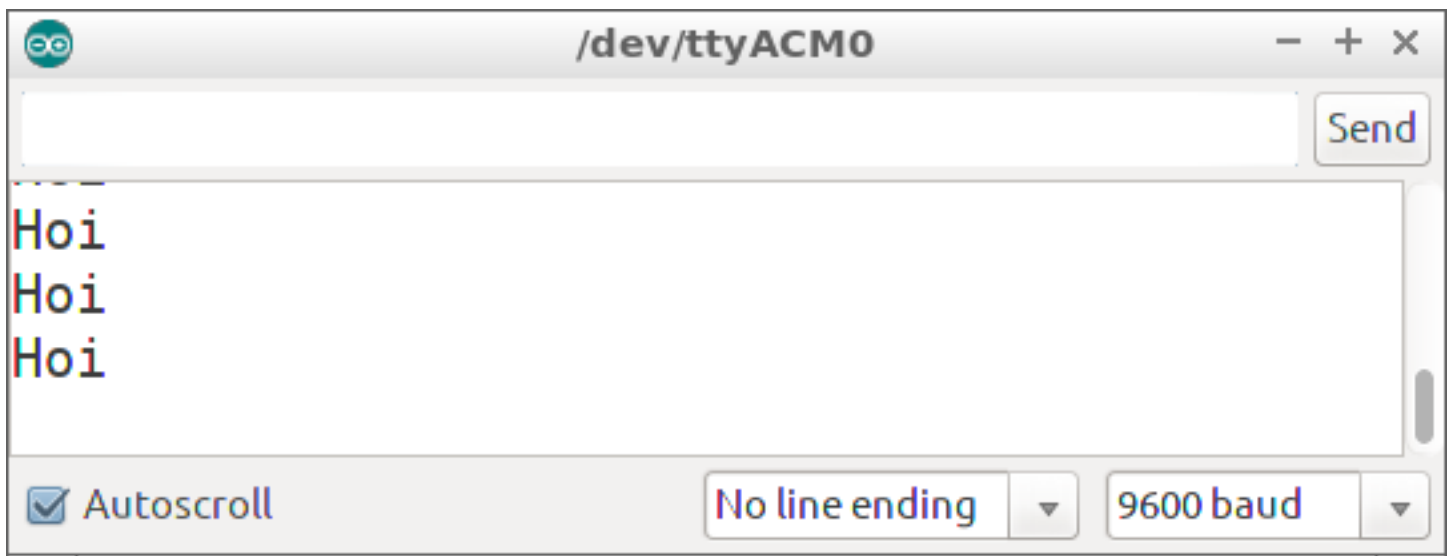 /dev/ttyACM0
Send
Hoi
Hoi
Hoi
Autoscroll
No line ending
9600 baud